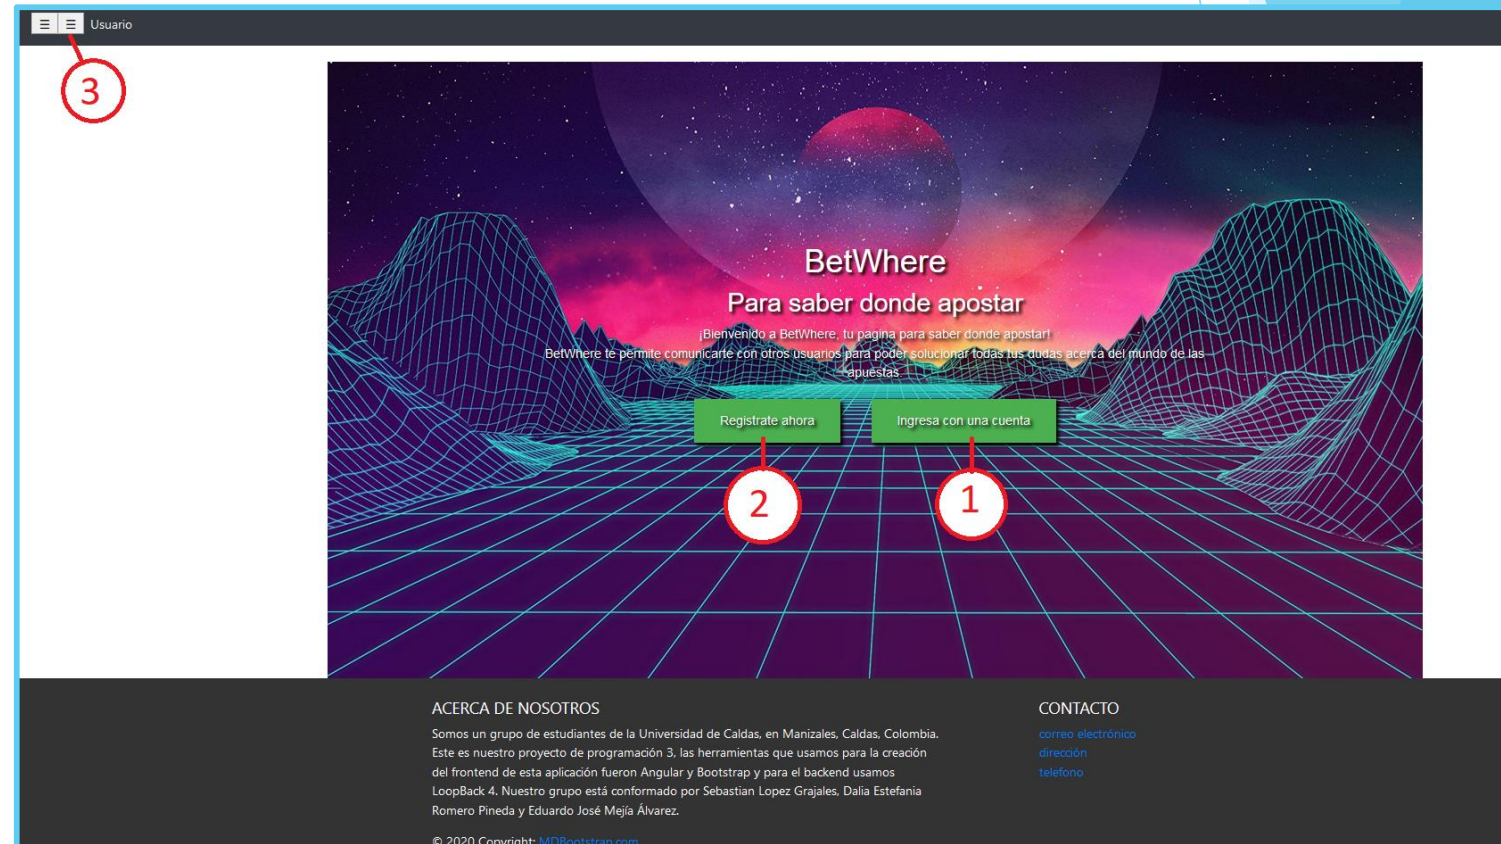 ☰ ☰ Usuario
3
BetWhere
Para saber donde apostar
¡Bienvenido a BetWhere, tu pagina para saber donde apostar!
BetWhere te permite comunicarte con otros usuarios para poder solucionar todas tus dudas acerca del mundo de las
apuestas.
Registrate ahora
Ingresa con una cuenta
2
1
ACERCA DE NOSOTROS
Somos un grupo de estudiantes de la Universidad de Caldas, en Manizales, Caldas, Colombia.
Este es nuestro proyecto de programación 3, las herramientas que usamos para la creación
del frontend de esta aplicación fueron Angular y Bootstrap y para el backend usamos
LoopBack 4. Nuestro grupo está conformado por Sebastian Lopez Grajales, Dalia Estefania
Romero Pineda y Eduardo José Mejía Álvarez.
© 2020 Copyright: MDBootstrap.com
CONTACTO
correo electrónico
dirección
telefono